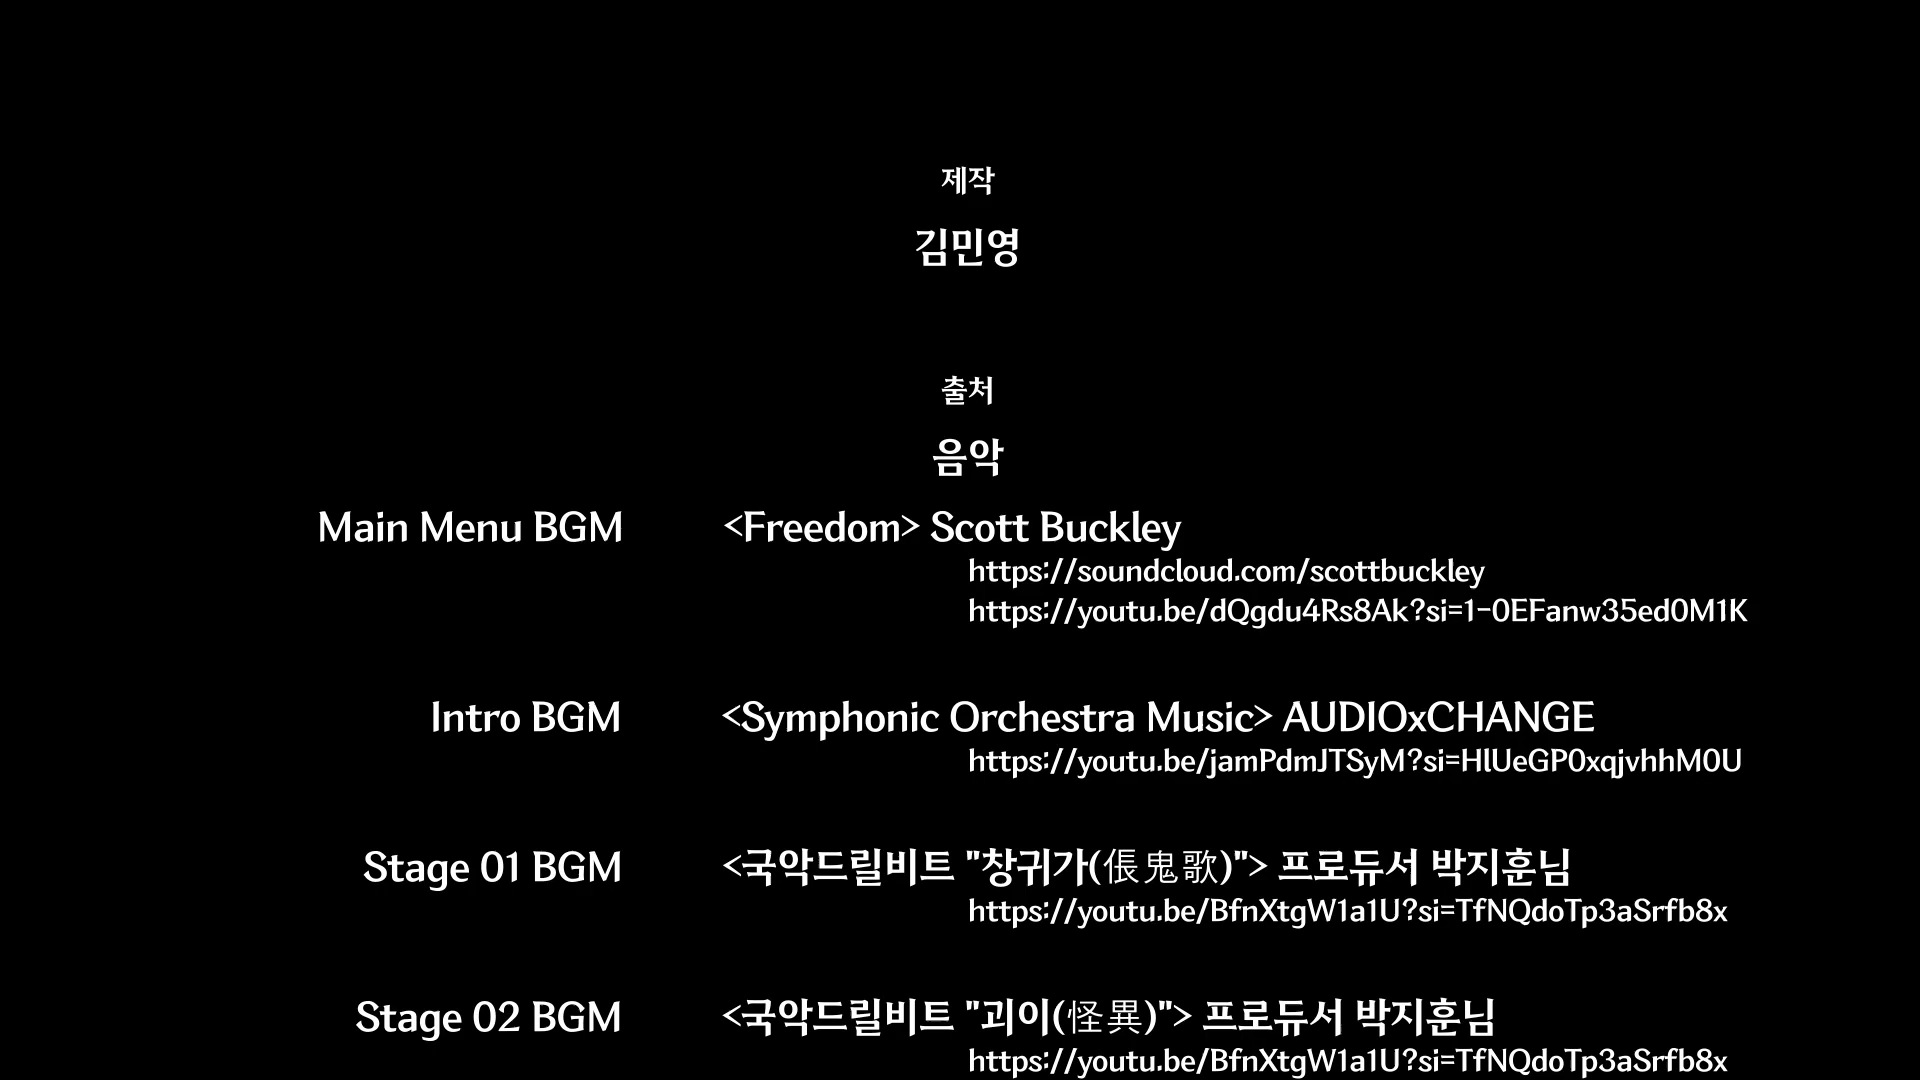 제작
김민영
출처
음악
Main Menu BGM <Freedom> Scott Buckley
https://soundcloud.com/scottbuckley
https://youtu.be/dQgdu4Rs8Ak?si=1-0EFanw35ed0M1K
Intro BGM <Symphonic Orchestra Music> AUDIOxCHANGE
https://youtu.be/jamPdmJTSyM?si=HlUeGP0xqjvhhM0U
Stage 01 BGM <국악드릴비트 "창귀가(倀鬼歌)"> 프로듀서 박지훈님
https://youtu.be/BfnXtgW1a1U?si=TfNQdoTp3aSrfb8x
Stage 02 BGM <국악드릴비트 "괴이(怪異)"> 프로듀서 박지훈님
https://youtu.be/BfnXtgW1a1U?si=TfNQdoTp3aSrfb8x